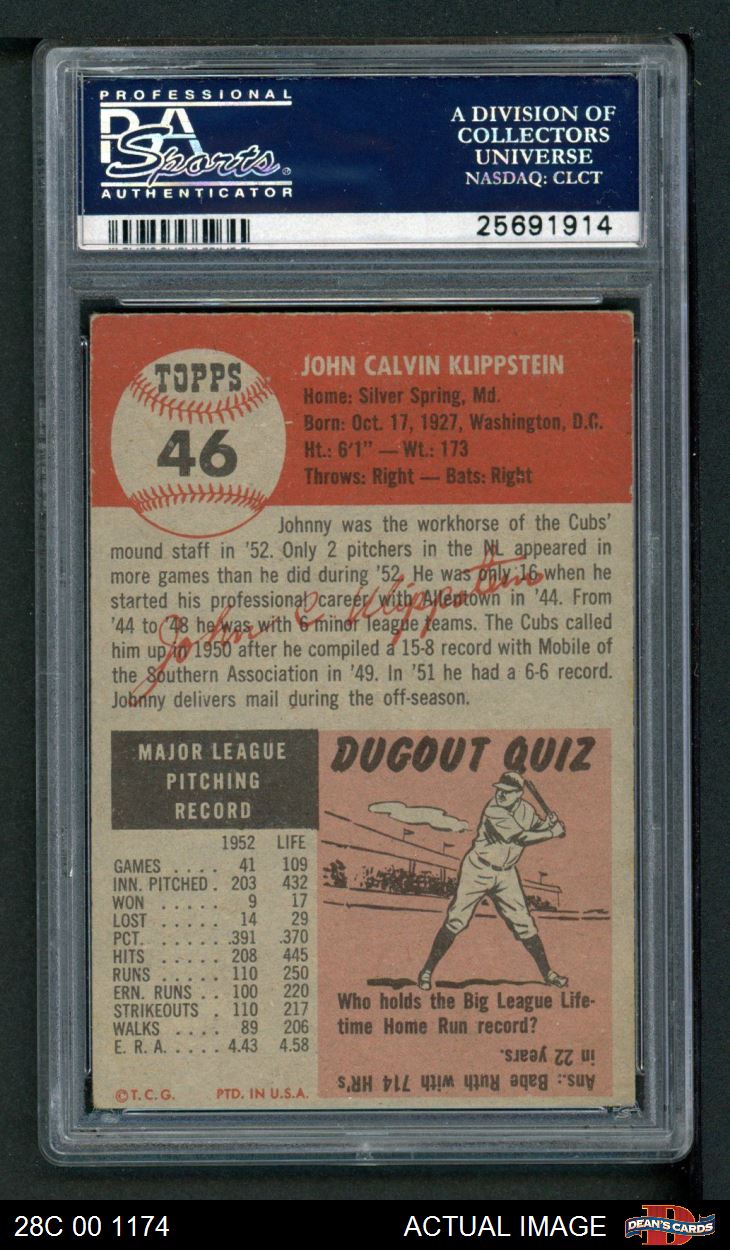 PROFESSIONAL
PSA
Sports
AUTHENTICATOR
A DIVISION OF
COLLECTORS
UNIVERSE
NASDAQ: CLCT
25691914
TOPPS
46
JOHN CALVIN KLIPPSTEIN
Home: Silver Spring, Md.
Born: Oct. 17, 1927, Washington, D.C.
Ht.: 6'1" — Wt.: 173
Throws: Right — Bats: Right
Johnny was the workhorse of the Cubs'
mound staff in '52. Only 2 pitchers in the NL appeared in
more games than he did during '52. He was only 16 when he
started his professional career with Allentown in '44. From
'44 to '48 he was with 6 minor league teams. The Cubs called
him up in 1950 after he compiled a 15-8 record with Mobile of
the Southern Association in '49. In '51 he had a 6-6 record.
Johnny delivers mail during the off-season.
John C Klippstein
MAJOR LEAGUE
PITCHING
RECORD
1952 LIFE
GAMES . . . . 41 109
INN. PITCHED . 203 432
WON . . . . . 9 17
LOST . . . . . 14 29
PCT. . . . . . . .391 .370
HITS . . . . . 208 445
RUNS . . . . . 110 250
ERN. RUNS . . 100 220
STRIKEOUTS . 110 217
WALKS . . . . 89 206
E. R. A. . . . . . 4.43 4.58
©T.C.G. PTD. IN U.S.A.
DUGOUT QUIZ
Who holds the Big League Life-
time Home Run record?
Ans.: Babe Ruth with 714 HR's
in 22 years.
28C 00 1174
ACTUAL IMAGE
D
DEAN'S CARDS